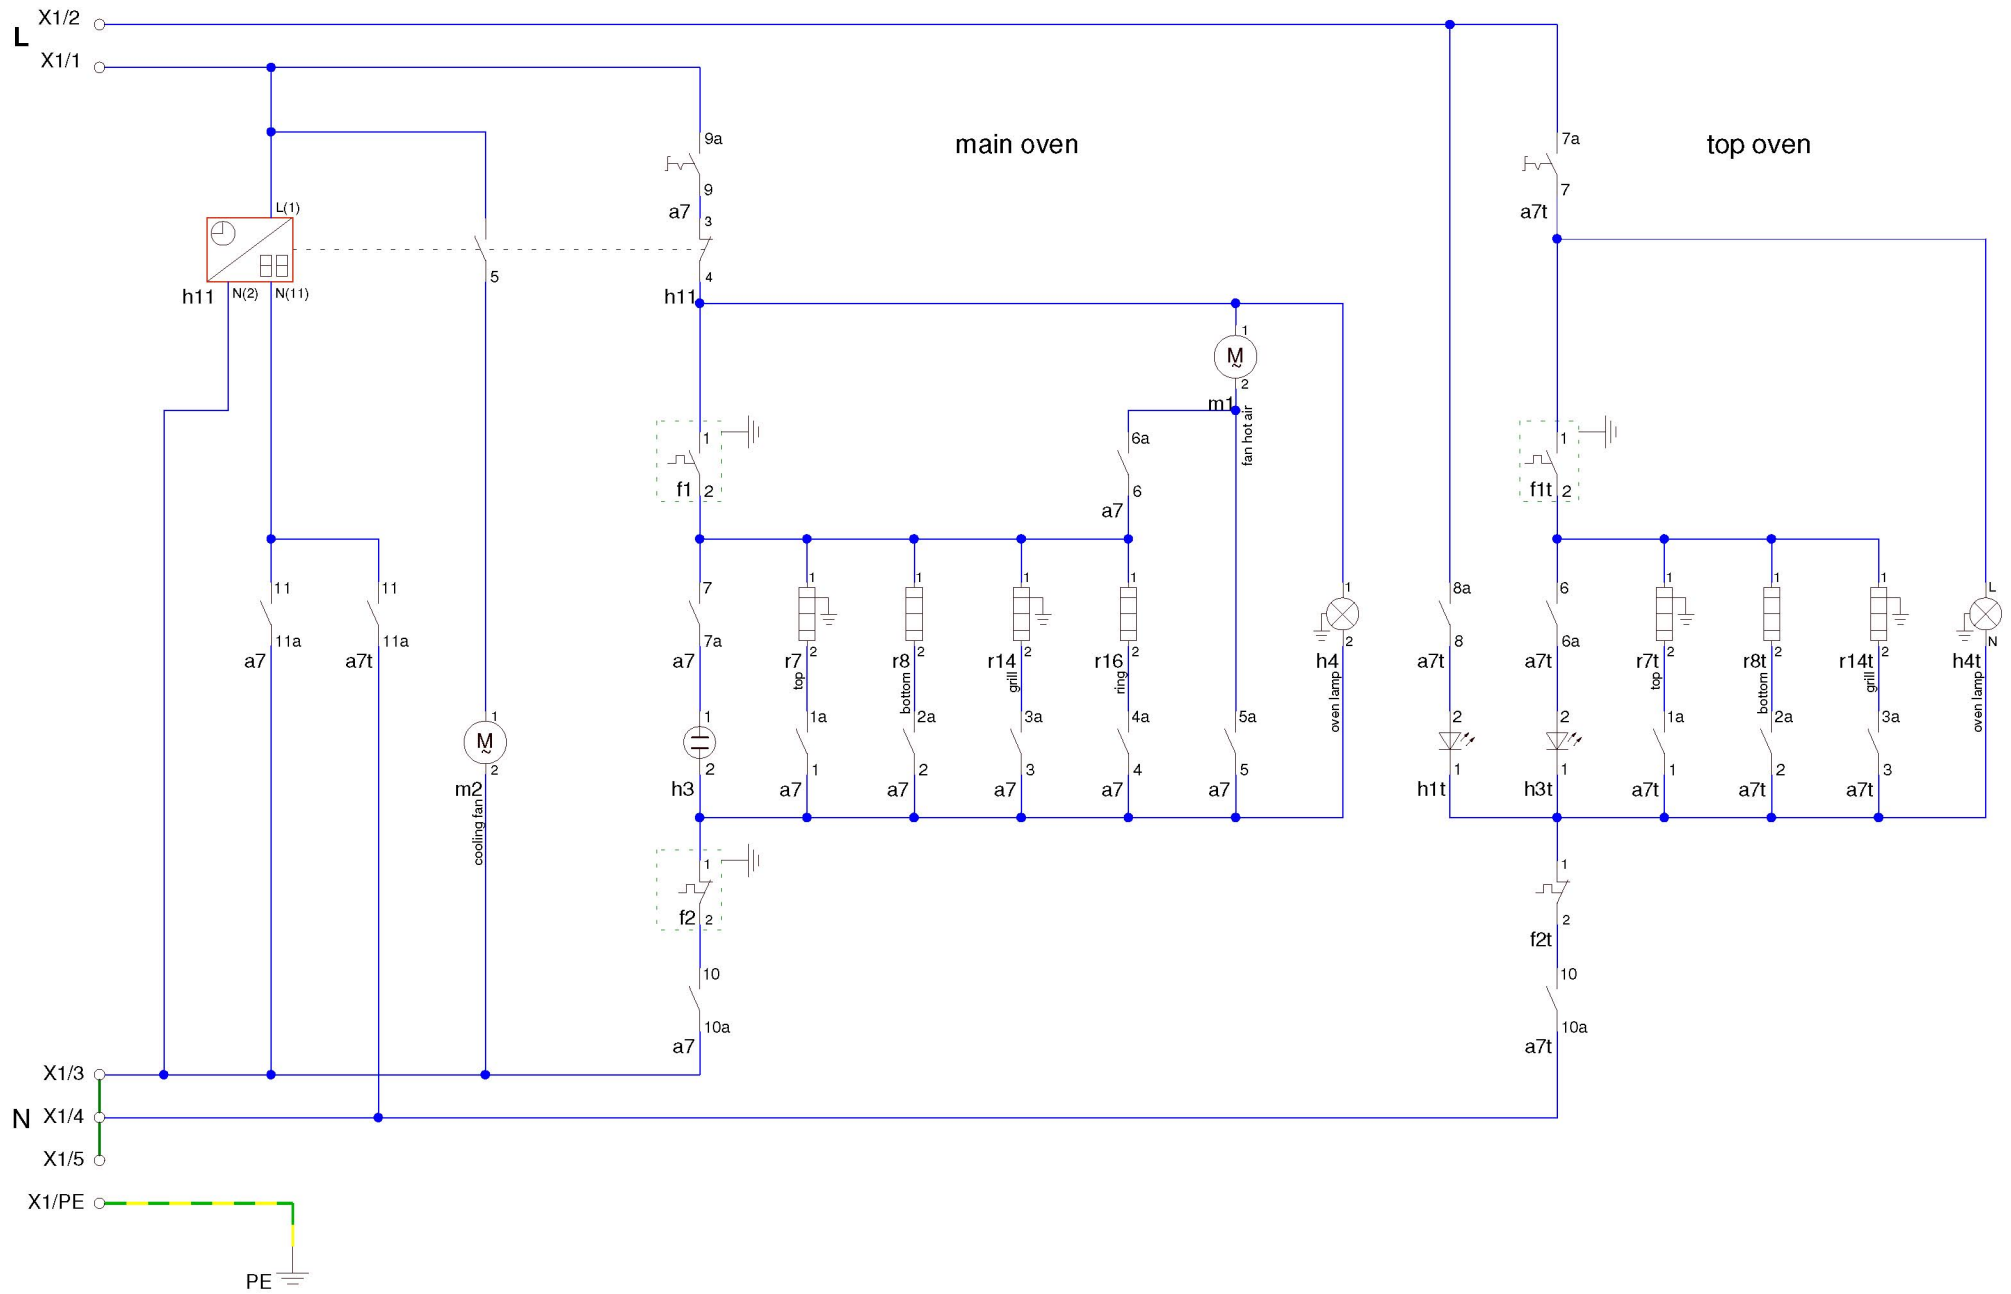 X1/2
L
X1/1
9a
main oven
7a
top oven
9
7
a7
3
a7t
L(1)
5
4
h11
N(2)
N(11)
h11
1
M
~
2
m1
fan hot air
1
f1
2
6a
6
a7
1
f1t
2
11
11a
a7
11
11a
a7t
7
7a
a7
1
2
r7
top
1
2
r8
bottom
1
2
r14
grill
1
2
r16
ring
1
2
h4
oven lamp
8a
8
a7t
6
6a
a7t
1
2
r7t
top
1
2
r8t
bottom
1
2
r14t
grill
L
N
h4t
oven lamp
1
M
~
2
m2
cooling fan
1
2
h3
1a
1
a7
2a
2
a7
3a
3
a7
4a
4
a7
5a
5
a7
2
1
h1t
2
1
h3t
1a
1
a7t
2a
2
a7t
3a
3
a7t
1
f2
2
1
2
f2t
10
10a
a7
10
10a
a7t
X1/3
N
X1/4
X1/5
X1/PE
PE